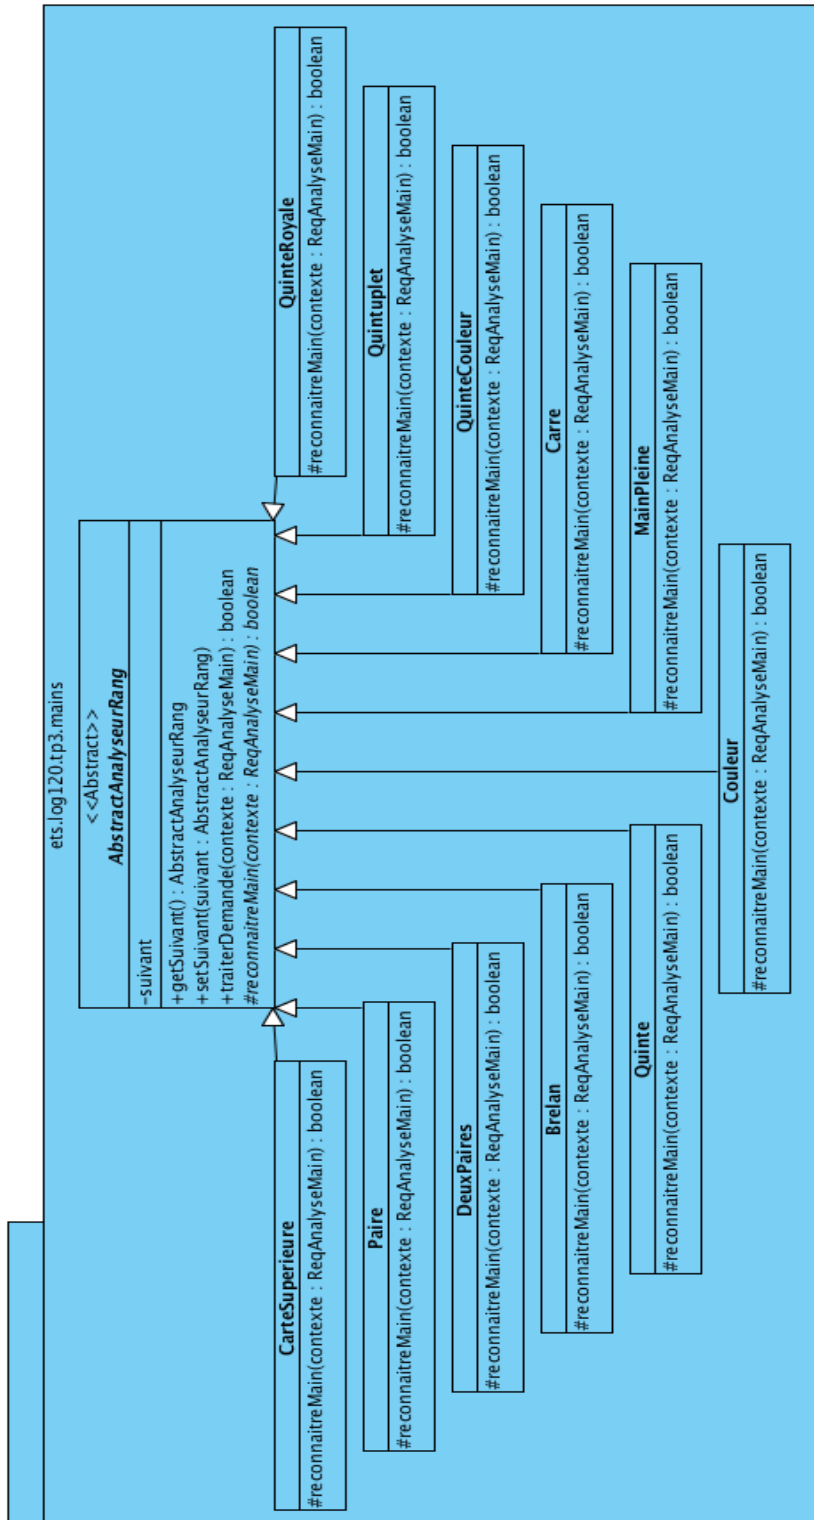 ets.log120.tp3.mains
<<Abstract>>
AbstractAnalyseurRang
-suivant
+getSuivant() : AbstractAnalyseurRang
+setSuivant(suivant : AbstractAnalyseurRang)
+traiterDemande(contexte : ReqAnalyseMain) : boolean
#reconnaitreMain(contexte : ReqAnalyseMain) : boolean
CarteSuperieure
#reconnaitreMain(contexte : ReqAnalyseMain) : boolean
QuinteRoyale
#reconnaitreMain(contexte : ReqAnalyseMain) : boolean
Paire
#reconnaitreMain(contexte : ReqAnalyseMain) : boolean
Quintuplet
#reconnaitreMain(contexte : ReqAnalyseMain) : boolean
DeuxPaires
#reconnaitreMain(contexte : ReqAnalyseMain) : boolean
QuinteCouleur
#reconnaitreMain(contexte : ReqAnalyseMain) : boolean
Brelan
#reconnaitreMain(contexte : ReqAnalyseMain) : boolean
Carre
#reconnaitreMain(contexte : ReqAnalyseMain) : boolean
Quinte
#reconnaitreMain(contexte : ReqAnalyseMain) : boolean
MainPleine
#reconnaitreMain(contexte : ReqAnalyseMain) : boolean
Couleur
#reconnaitreMain(contexte : ReqAnalyseMain) : boolean